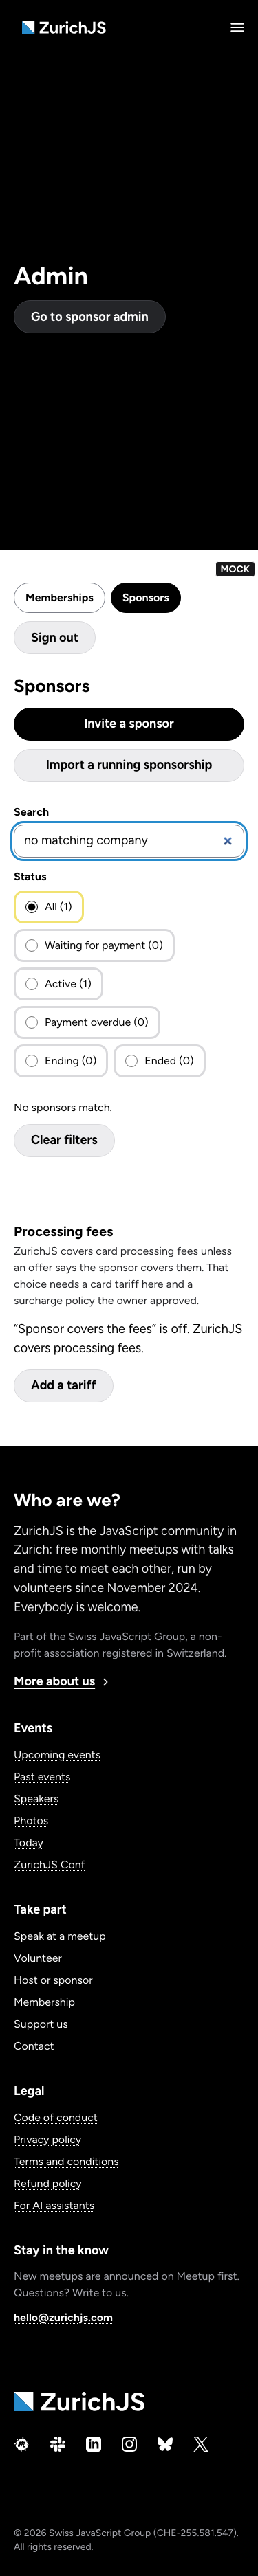 ZurichJS
Admin
Go to sponsor admin
MOCK
Memberships
Sponsors
Sign out
Sponsors
Invite a sponsor
Import a running sponsorship
Search
no matching company
Status
All (1)
Waiting for payment (0)
Active (1)
Payment overdue (0)
Ending (0)
Ended (0)
No sponsors match.
Clear filters
Processing fees
ZurichJS covers card processing fees unless
an offer says the sponsor covers them. That
choice needs a card tariff here and a
surcharge policy the owner approved.
“Sponsor covers the fees” is off. ZurichJS
covers processing fees.
Add a tariff
Who are we?
ZurichJS is the JavaScript community in
Zurich: free monthly meetups with talks
and time to meet each other, run by
volunteers since November 2024.
Everybody is welcome.
Part of the Swiss JavaScript Group, a non-
profit association registered in Switzerland.
More about us
Events
Upcoming events
Past events
Speakers
Photos
Today
ZurichJS Conf
Take part
Speak at a meetup
Volunteer
Host or sponsor
Membership
Support us
Contact
Legal
Code of conduct
Privacy policy
Terms and conditions
Refund policy
For AI assistants
Stay in the know
New meetups are announced on Meetup first.
Questions? Write to us.
hello@zurichjs.com
ZurichJS
© 2026 Swiss JavaScript Group (CHE-255.581.547).
All rights reserved.